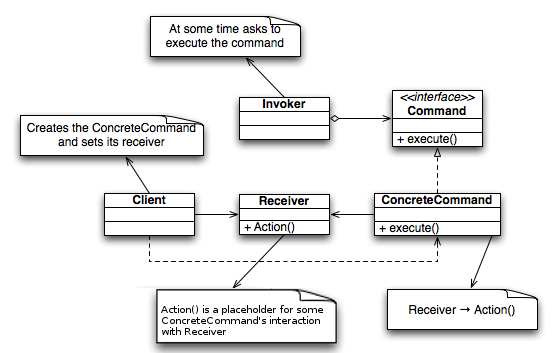 At some time asks to
execute the command
Invoker
<<interface>>
Command
+ execute()
Creates the ConcreteCommand
and sets its receiver
Client
Receiver
+ Action()
ConcreteCommand
+ execute()
Action() is a placeholder for some
ConcreteCommand's interaction
with Receiver
Receiver → Action()